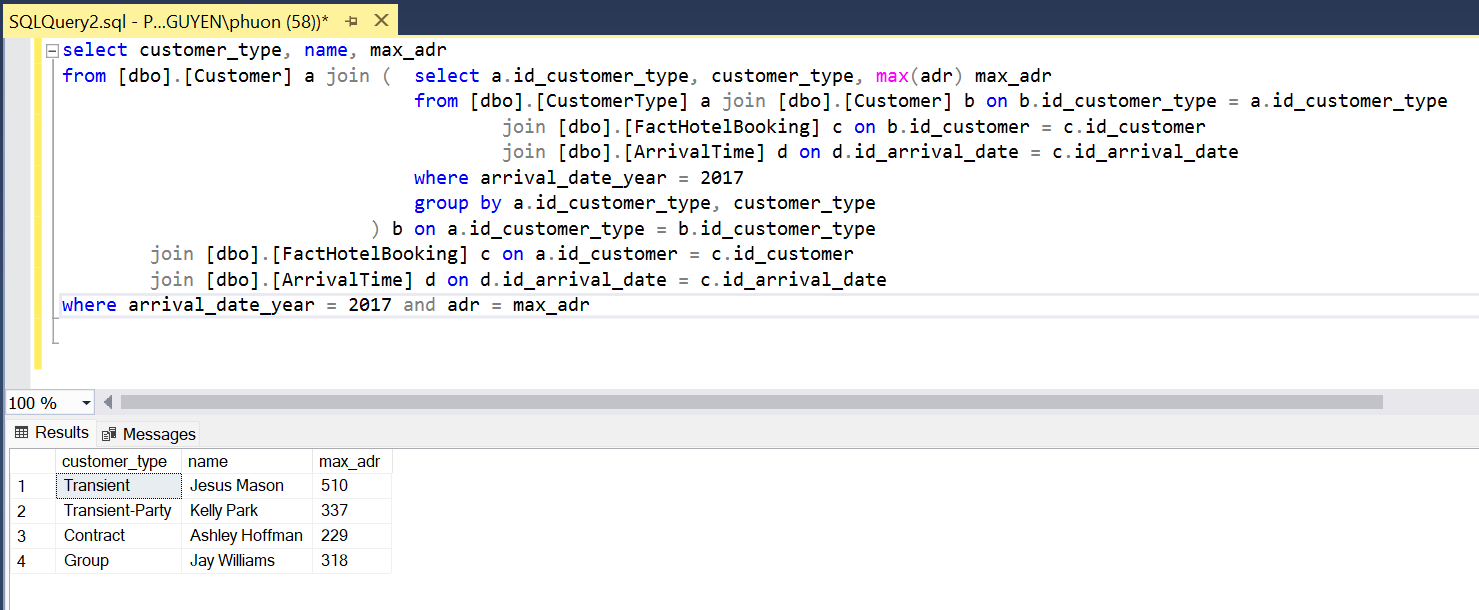 SQLQuery2.sql - P...GUYEN\phuon (58))*
select customer_type, name, max_adr
from [dbo].[Customer] a join (  select a.id_customer_type, customer_type, max(adr) max_adr
from [dbo].[CustomerType] a join [dbo].[Customer] b on b.id_customer_type = a.id_customer_type
join [dbo].[FactHotelBooking] c on b.id_customer = c.id_customer
join [dbo].[ArrivalTime] d on d.id_arrival_date = c.id_arrival_date
where arrival_date_year = 2017
group by a.id_customer_type, customer_type
) b on a.id_customer_type = b.id_customer_type
join [dbo].[FactHotelBooking] c on a.id_customer = c.id_customer
join [dbo].[ArrivalTime] d on d.id_arrival_date = c.id_arrival_date
where arrival_date_year = 2017 and adr = max_adr
100 %
Results Messages
customer_type name max_adr
1 Transient Jesus Mason 510
2 Transient-Party Kelly Park 337
3 Contract Ashley Hoffman 229
4 Group Jay Williams 318